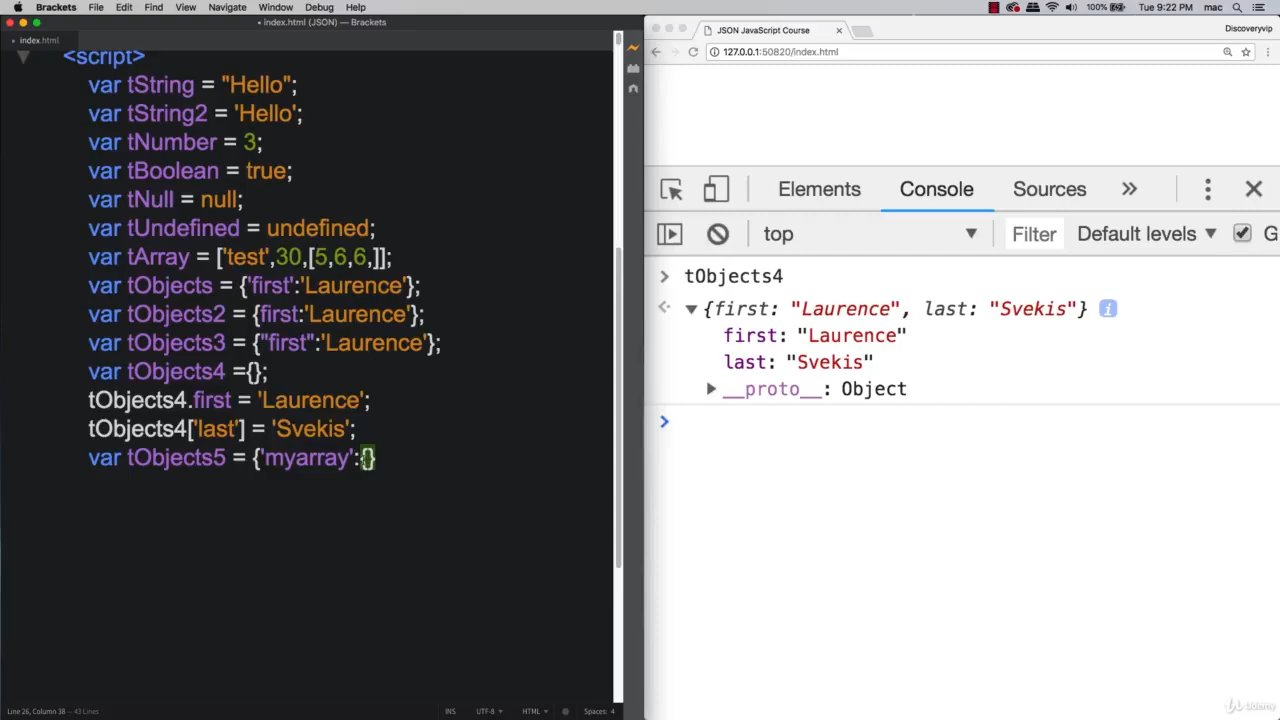 Brackets File Edit Find View Navigate Window Debug Help 100% Tue 9:22 PM mac
• index.html (JSON) — Brackets
• index.html
<script>
var tString = "Hello";
var tString2 = 'Hello';
var tNumber = 3;
var tBoolean = true;
var tNull = null;
var tUndefined = undefined;
var tArray = ['test',30,[5,6,6,]];
var tObjects = {'first':'Laurence'};
var tObjects2 = {first:'Laurence'};
var tObjects3 = {"first":'Laurence'};
var tObjects4 ={};
tObjects4.first = 'Laurence';
tObjects4['last'] = 'Svekis';
var tObjects5 = {'myarray':{}
Line 26, Column 38 — 43 Lines
INS UTF-8 HTML Spaces: 4
JSON JavaScript Course
Discoveryvip
127.0.0.1:50820/index.html
Elements Console Sources
top Filter Default levels G
tObjects4
{first: "Laurence", last: "Svekis"}
first: "Laurence"
last: "Svekis"
__proto__: Object
Udemy